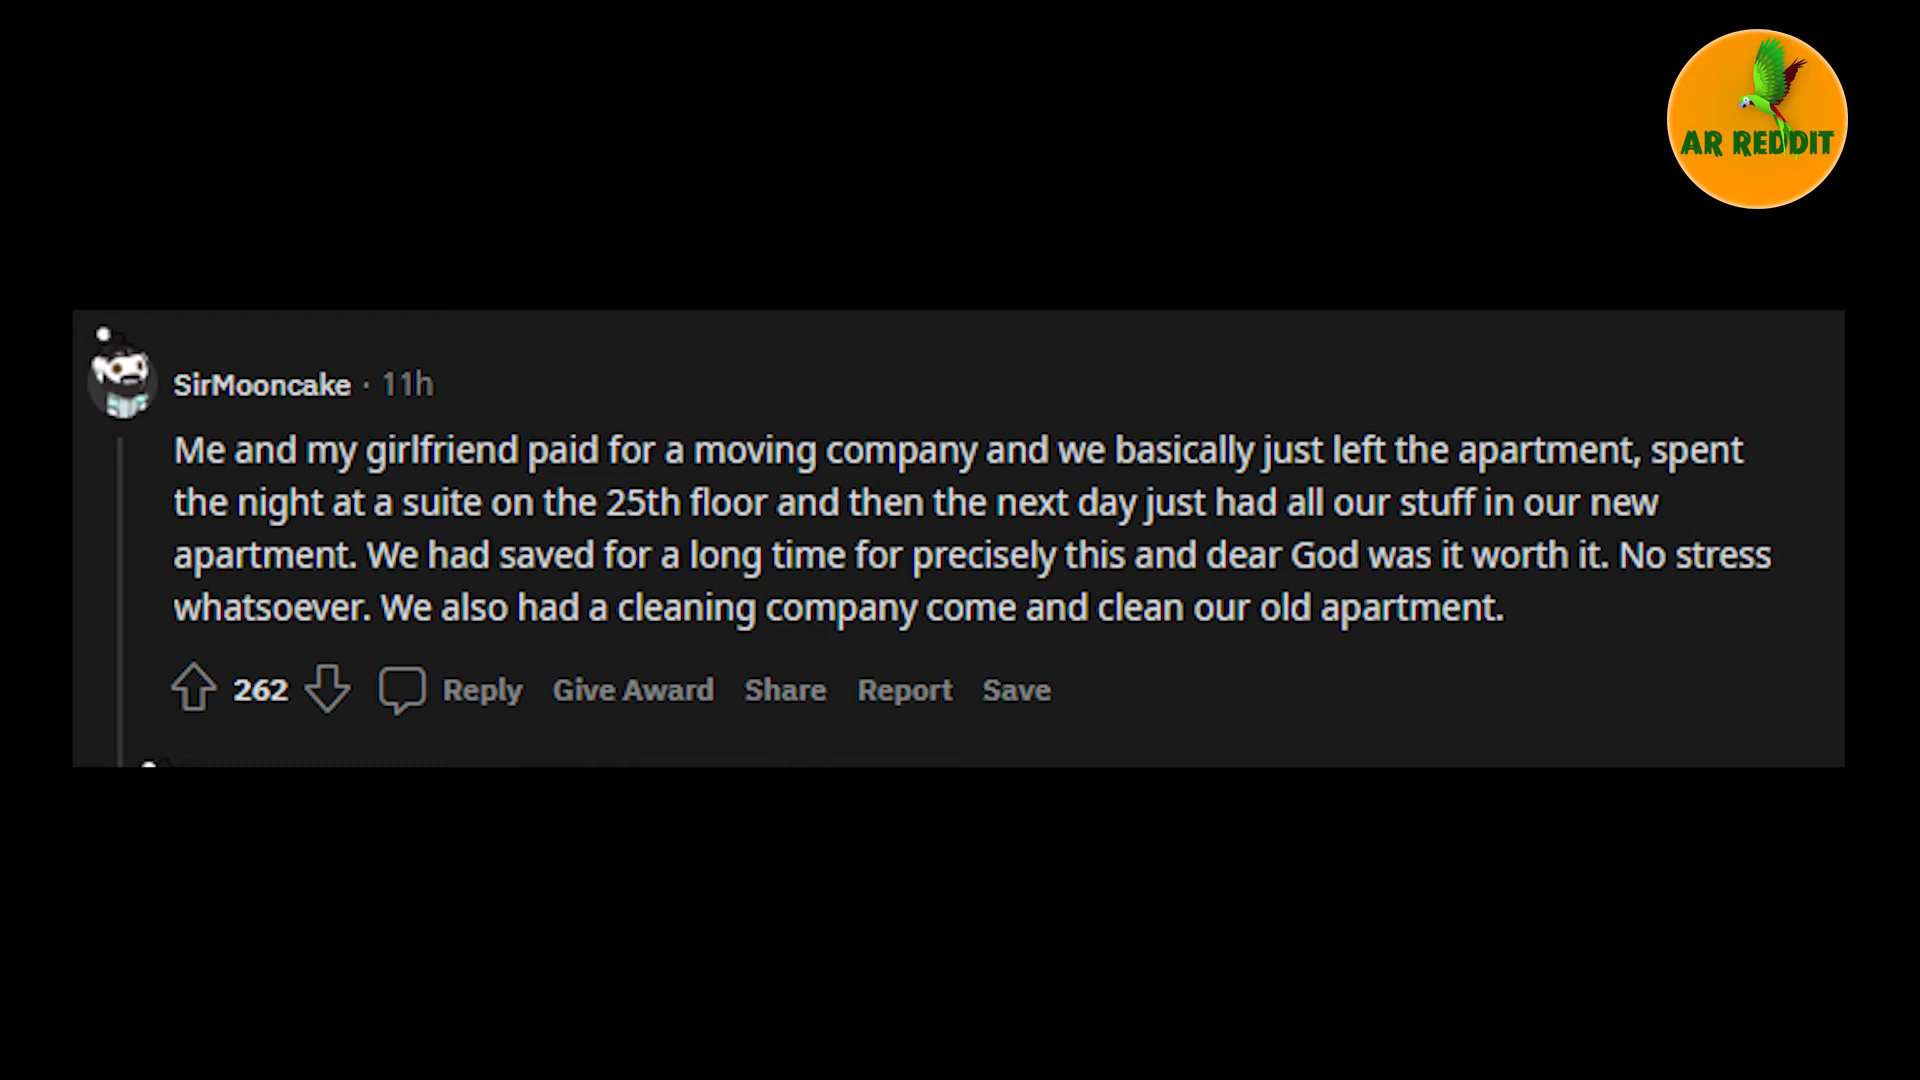 AR REDDIT
SirMooncake · 11h
Me and my girlfriend paid for a moving company and we basically just left the apartment, spent
the night at a suite on the 25th floor and then the next day just had all our stuff in our new
apartment. We had saved for a long time for precisely this and dear God was it worth it. No stress
whatsoever. We also had a cleaning company come and clean our old apartment.
262 Reply Give Award Share Report Save